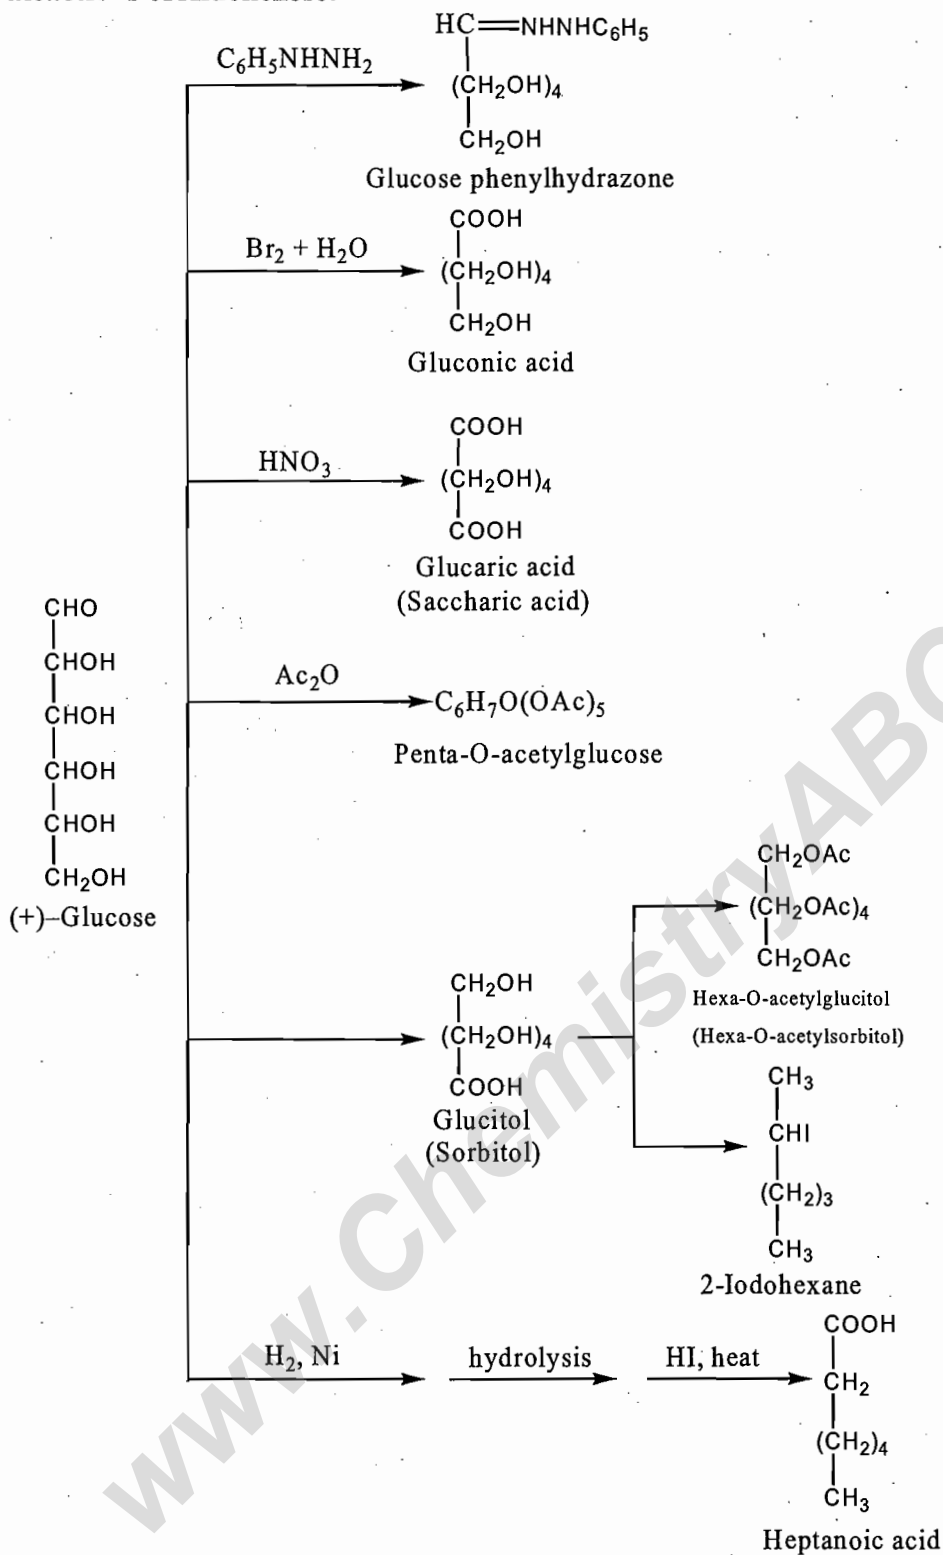 HC=NNHNHC6H5
C6H5NHNH2
(CH2OH)4
CH2OH
Glucose phenylhydrazone
COOH
Br2 + H2O
(CH2OH)4
CH2OH
Gluconic acid
COOH
HNO3
(CH2OH)4
COOH
Glucaric acid
(Saccharic acid)
CHO
CHOH
CHOH
CHOH
CHOH
CH2OH
(+)–Glucose
Ac2O
C6H7O(OAc)5
Penta-O-acetylglucose
CH2OAc
(CH2OAc)4
CH2OAc
Hexa-O-acetylglucitol
(Hexa-O-acetylsorbitol)
CH2OH
(CH2OH)4
COOH
Glucitol
(Sorbitol)
CH3
CHI
(CH2)3
CH3
2-Iodohexane
H2, Ni
hydrolysis
HI, heat
COOH
CH2
(CH2)4
CH3
Heptanoic acid
www.ChemistryABC